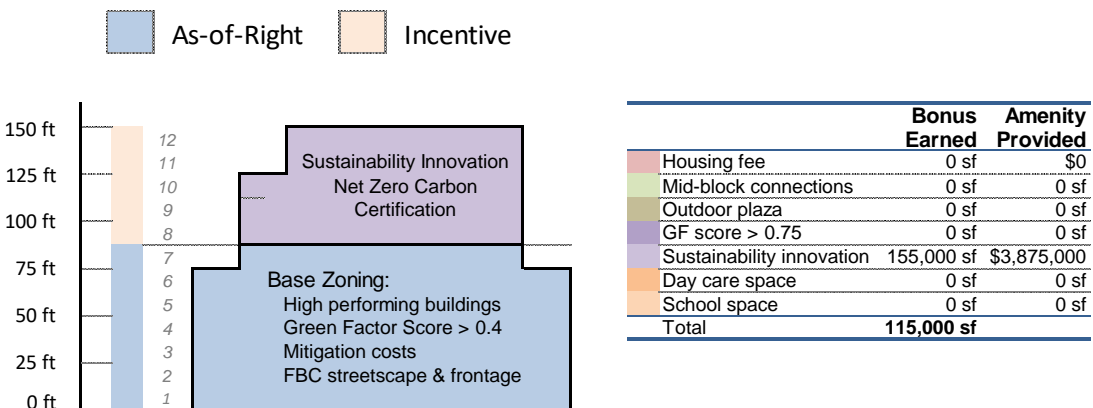 As-of-Right Incentive
150 ft
125 ft
100 ft
75 ft
50 ft
25 ft
0 ft
12
11
10
9
8
7
6
5
4
3
2
1
Sustainability Innovation
Net Zero Carbon
Certification
Base Zoning:
High performing buildings
Green Factor Score > 0.4
Mitigation costs
FBC streetscape & frontage
Bonus Amenity
Earned Provided
Housing fee 0 sf $0
Mid-block connections 0 sf 0 sf
Outdoor plaza 0 sf 0 sf
GF score > 0.75 0 sf 0 sf
Sustainability innovation 155,000 sf $3,875,000
Day care space 0 sf 0 sf
School space 0 sf 0 sf
Total 115,000 sf